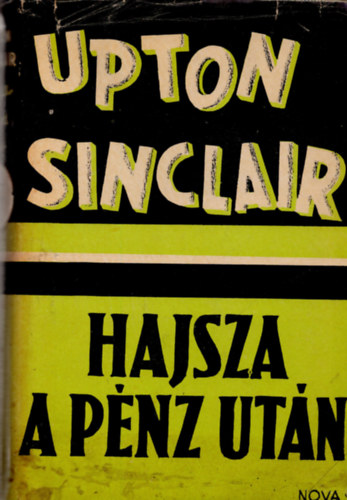 UPTON
SINCLAIR
HAJSZA
A PÉNZ UTÁN
NOVA